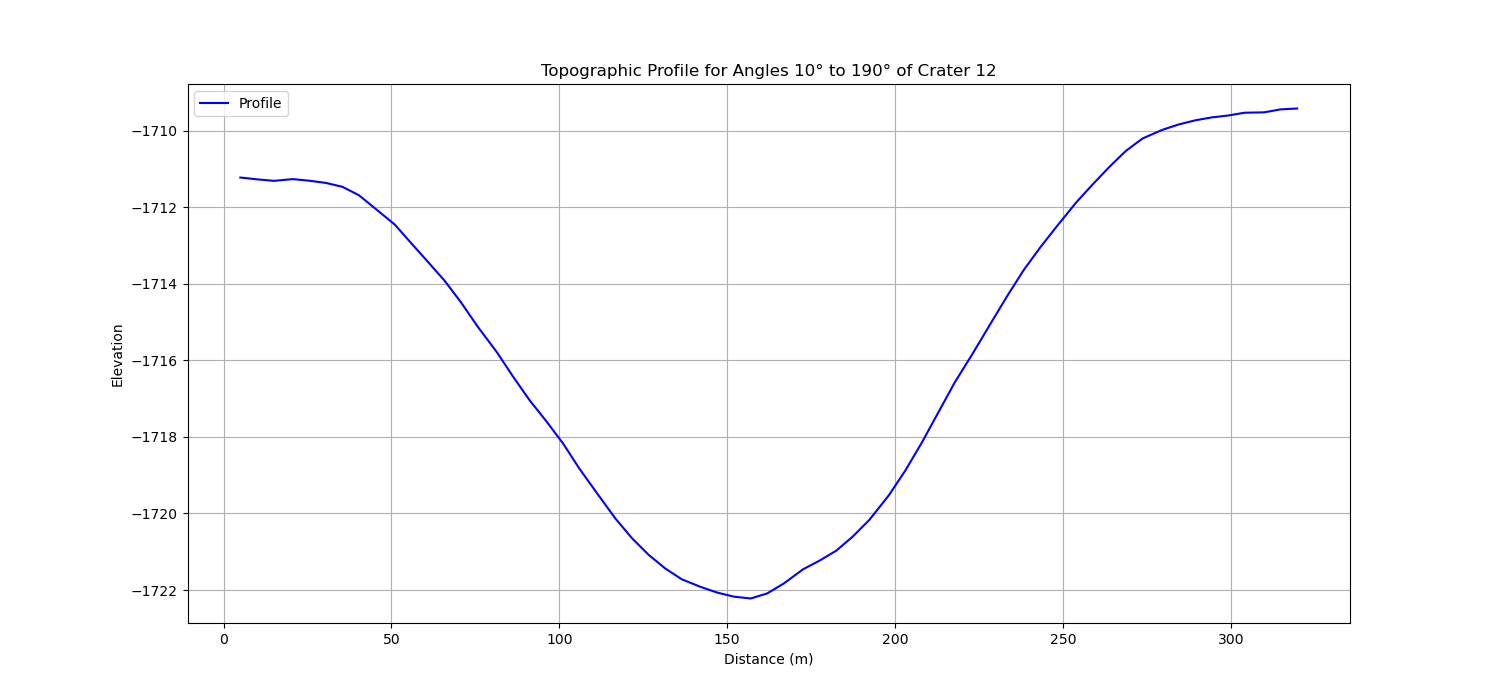 Topographic Profile for Angles 10° to 190° of Crater 12
Profile
−1710
−1712
−1714
−1716
−1718
−1720
−1722
Elevation
0 50 100 150 200 250 300
Distance (m)